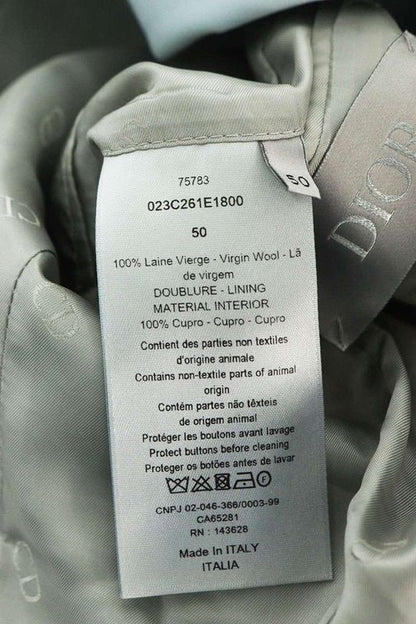 75783
023C261E1800
50
50
100% Laine Vierge - Virgin Wool - Lã
de virgem
DOUBLURE - LINING
MATERIAL INTERIOR
100% Cupro - Cupro - Cupro
Contient des parties non textiles
d'origine animale
Contains non-textile parts of animal
origin
Contém partes não têxteis
de origem animal
Protéger les boutons avant lavage
Protect buttons before cleaning
Proteger os botões antes de lavar
CNPJ 02-046-366/0003-99
CA65281
RN : 143628
Made In ITALY
ITALIA
DIOR
CD
CD
CD